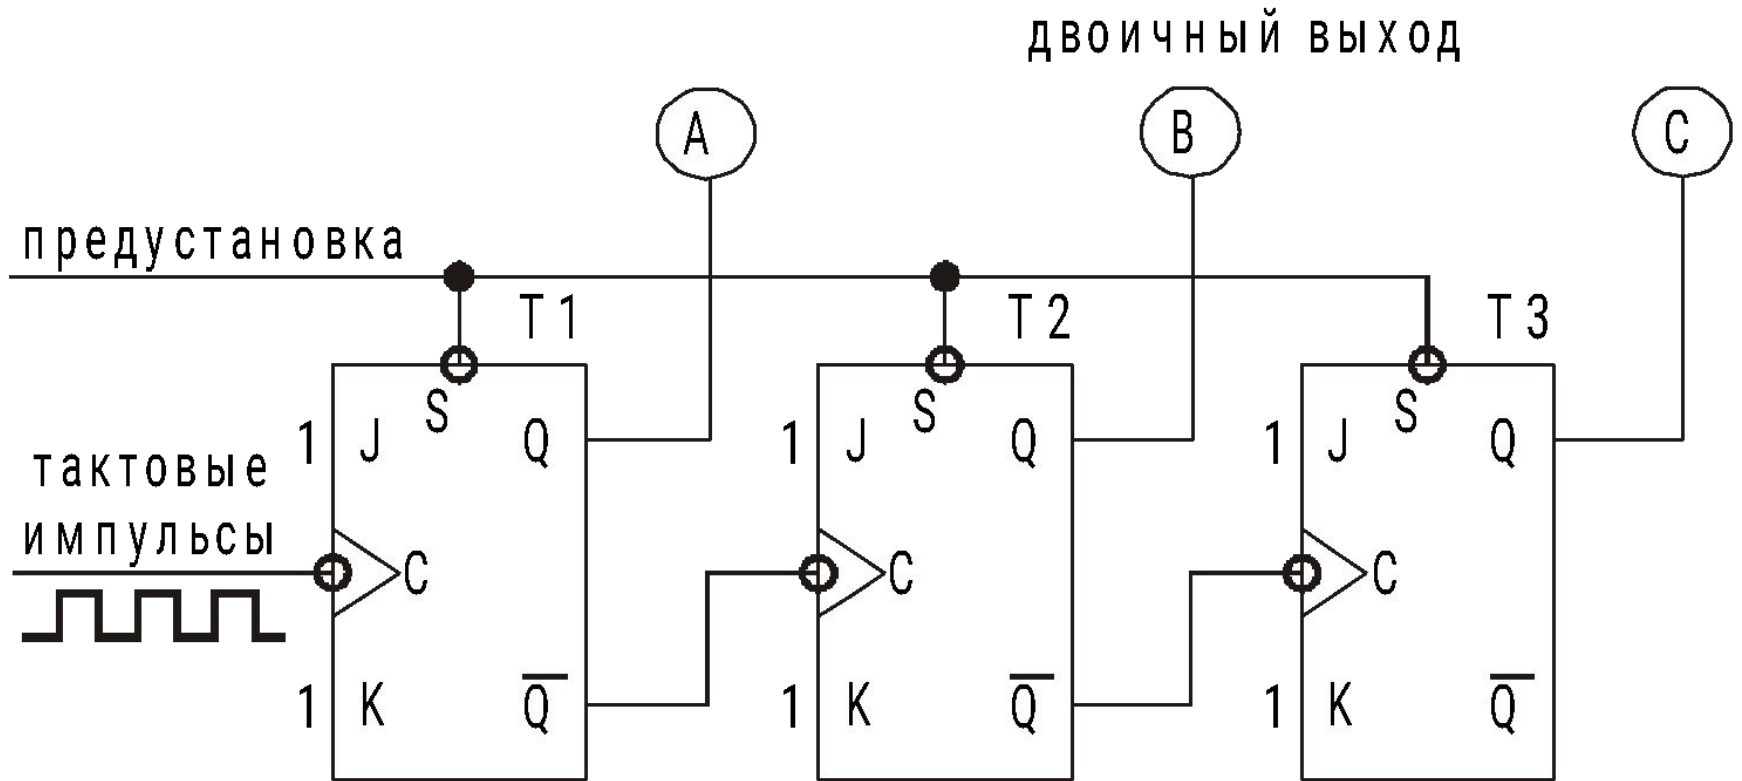 двоичный выход
A
B
C
предустановка
T1
T2
T3
S
S
S
1 J Q
1 J Q
1 J Q
тактовые
импульсы
C
C
C
1 K Q̅
1 K Q̅
1 K Q̅